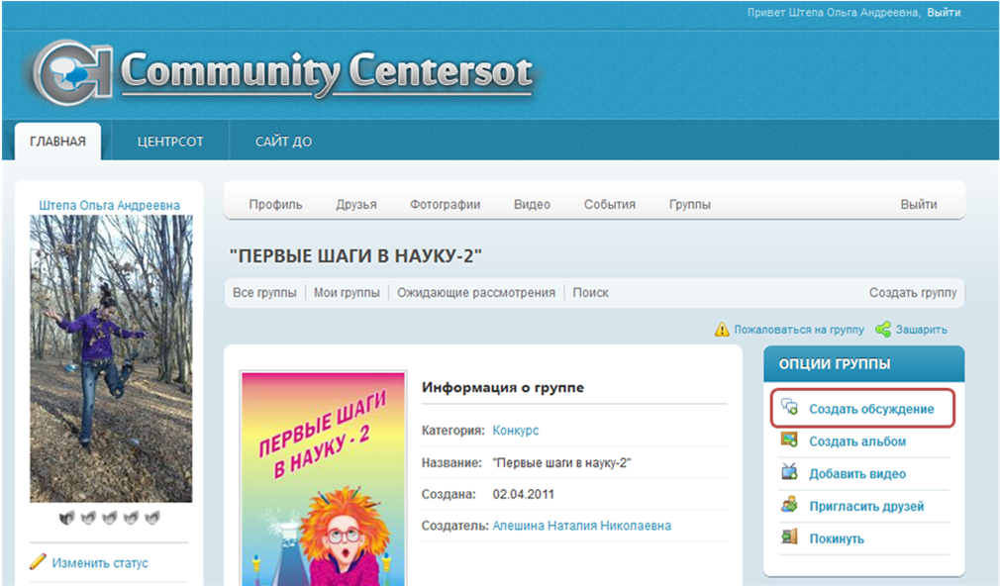 Привет Штепа Ольга Андреевна, Выйти
Community Centersot
ГЛАВНАЯ ЦЕНТРСОТ САЙТ ДО
Штепа Ольга Андреевна
Изменить статус
Профиль Друзья Фотографии Видео События Группы Выйти
"ПЕРВЫЕ ШАГИ В НАУКУ-2"
Все группы Мои группы Ожидающие рассмотрения Поиск Создать группу
Пожаловаться на группу Зашарить
ПЕРВЫЕ ШАГИ
В НАУКУ - 2
Информация о группе
Категория: Конкурс
Название: "Первые шаги в науку-2"
Создана: 02.04.2011
Создатель: Алешина Наталия Николаевна
ОПЦИИ ГРУППЫ
Создать обсуждение
Создать альбом
Добавить видео
Пригласить друзей
Покинуть